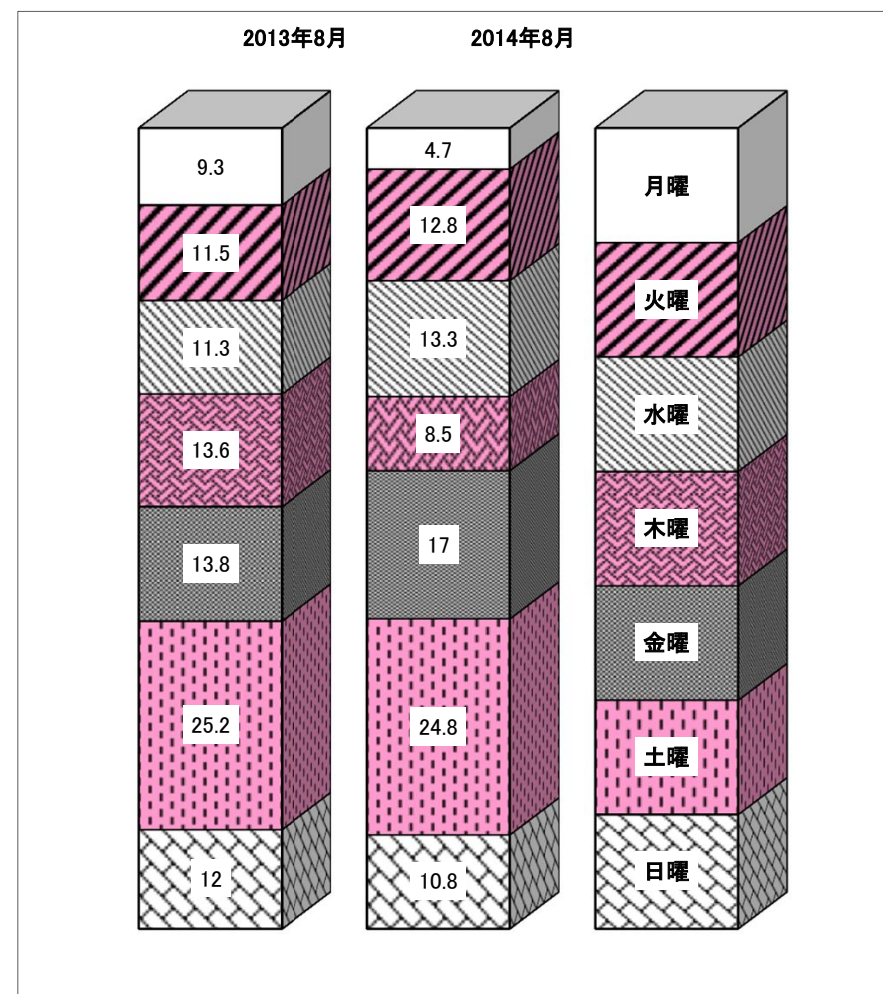 2013年8月 2014年8月
9.3 4.7 月曜
11.5 12.8 火曜
11.3 13.3 水曜
13.6 8.5 木曜
13.8 17 金曜
25.2 24.8 土曜
12 10.8 日曜